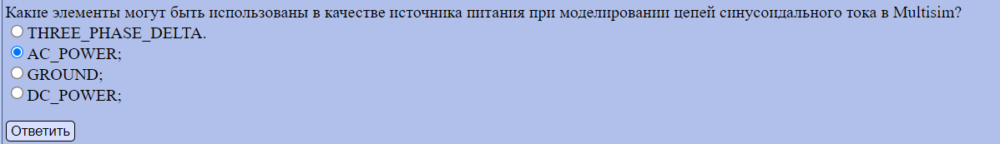 Какие элементы могут быть использованы в качестве источника питания при моделировании цепей синусоидального тока в Multisim?
THREE_PHASE_DELTA.
AC_POWER;
GROUND;
DC_POWER;
Ответить